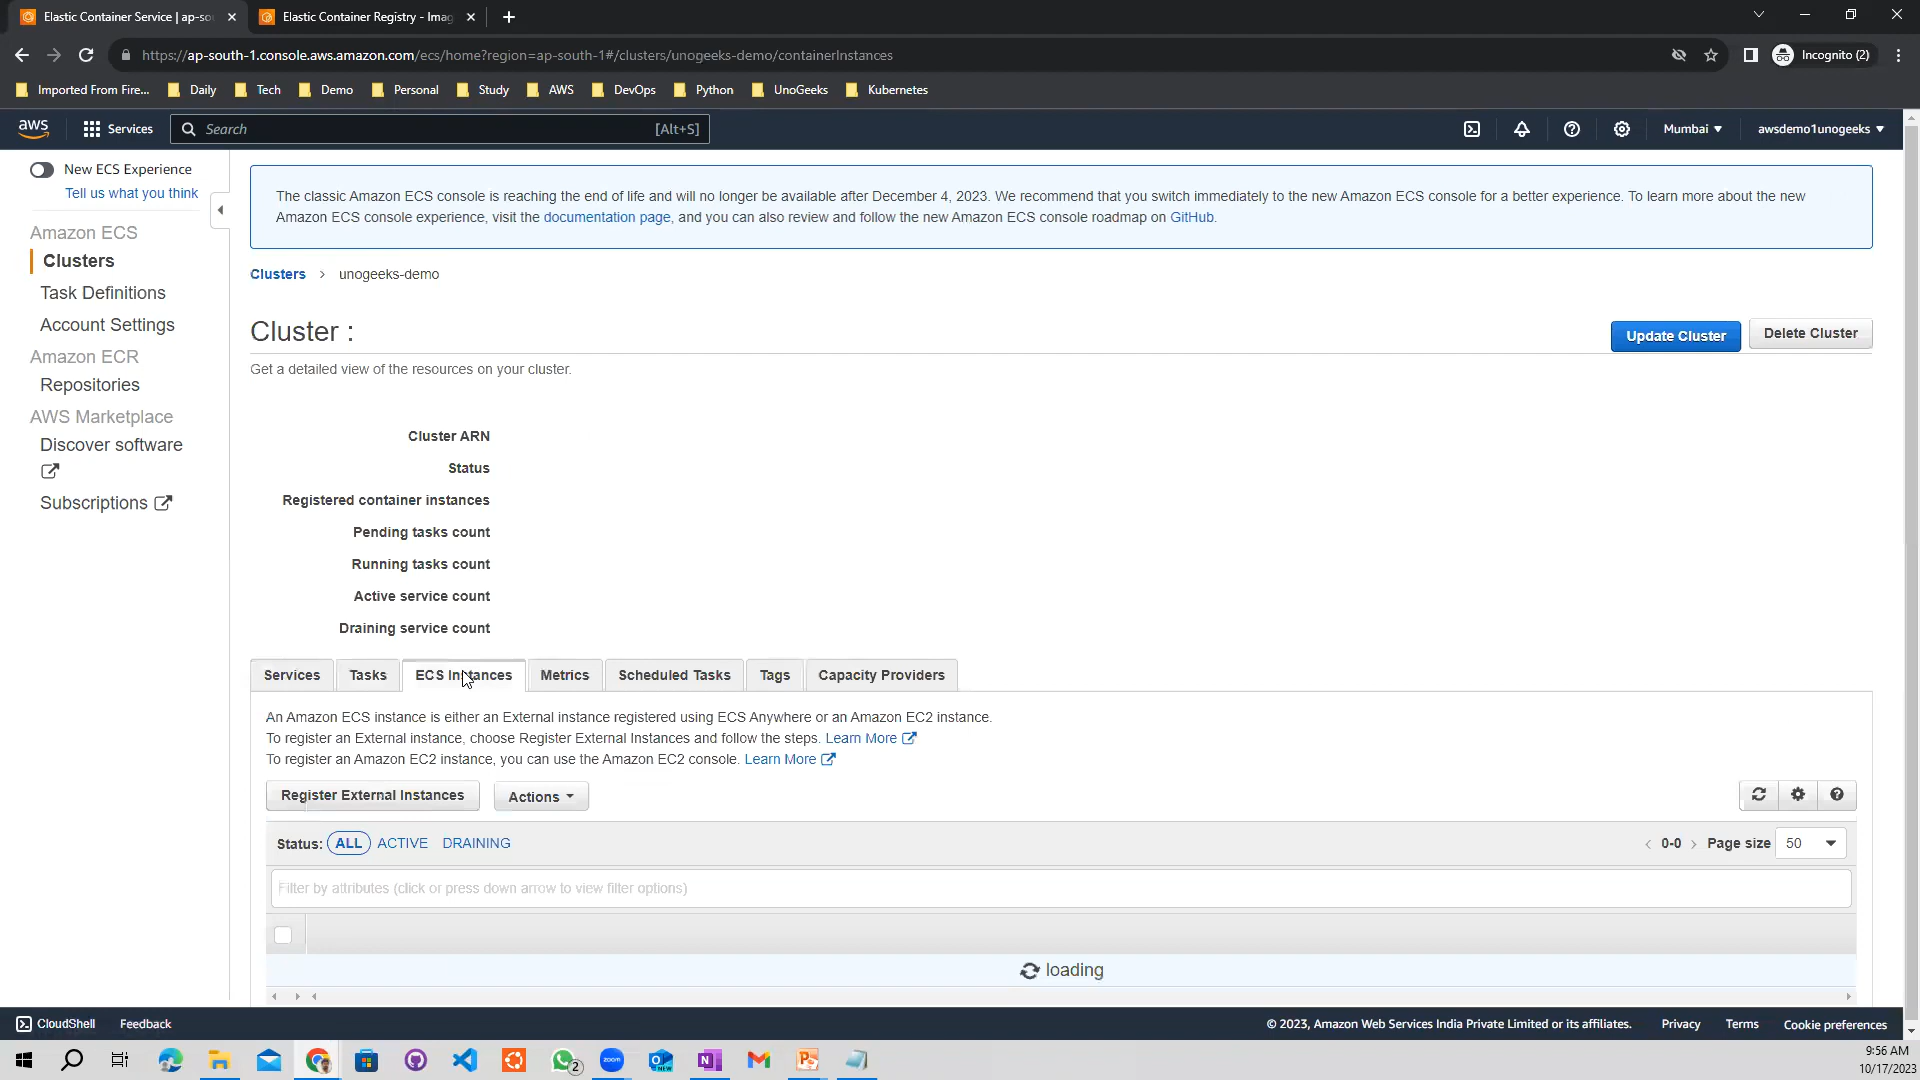 Elastic Container Service | ap-so
Elastic Container Registry - Imag
https://ap-south-1.console.aws.amazon.com/ecs/home?region=ap-south-1#/clusters/unogeeks-demo/containerInstances
Incognito (2)
Imported From Fire...
Daily
Tech
Demo
Personal
Study
AWS
DevOps
Python
UnoGeeks
Kubernetes
aws
Services
Search
[Alt+S]
Mumbai
awsdemo1unogeeks
New ECS Experience
Tell us what you think
Amazon ECS
Clusters
Task Definitions
Account Settings
Amazon ECR
Repositories
AWS Marketplace
Discover software
Subscriptions
The classic Amazon ECS console is reaching the end of life and will no longer be available after December 4, 2023. We recommend that you switch immediately to the new Amazon ECS console for a better experience. To learn more about the new
Amazon ECS console experience, visit the documentation page, and you can also review and follow the new Amazon ECS console roadmap on GitHub.
Clusters > unogeeks-demo
Cluster :
Update Cluster
Delete Cluster
Get a detailed view of the resources on your cluster.
Cluster ARN
Status
Registered container instances
Pending tasks count
Running tasks count
Active service count
Draining service count
Services
Tasks
ECS Instances
Metrics
Scheduled Tasks
Tags
Capacity Providers
An Amazon ECS instance is either an External instance registered using ECS Anywhere or an Amazon EC2 instance.
To register an External instance, choose Register External Instances and follow the steps. Learn More
To register an Amazon EC2 instance, you can use the Amazon EC2 console. Learn More
Register External Instances
Actions
Status: ALL ACTIVE DRAINING
< 0-0 > Page size 50
Filter by attributes (click or press down arrow to view filter options)
loading
CloudShell
Feedback
© 2023, Amazon Web Services India Private Limited or its affiliates.
Privacy
Terms
Cookie preferences
2
zoom
NEW
9:56 AM
10/17/2023